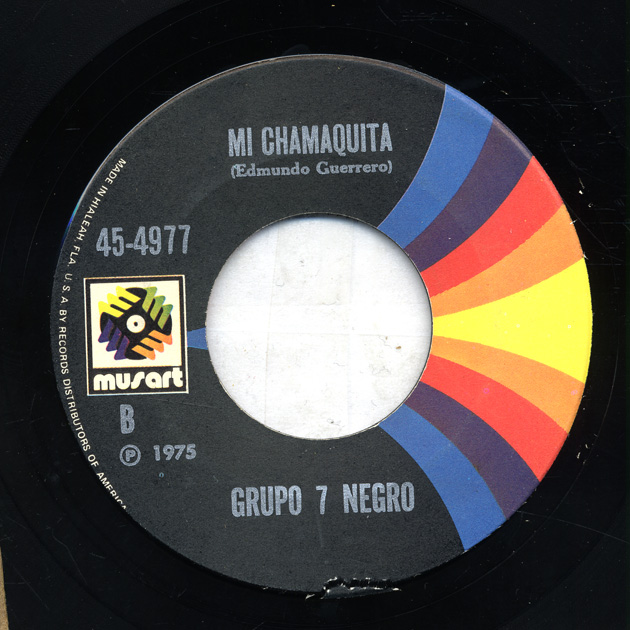 MI CHAMAQUITA
(Edmundo Guerrero)
45-4977
musart
B
Ⓟ 1975
GRUPO 7 NEGRO
MADE IN HIALEAH, FLA. U.S.A. BY RECORDS DISTRIBUTORS OF AMERICA